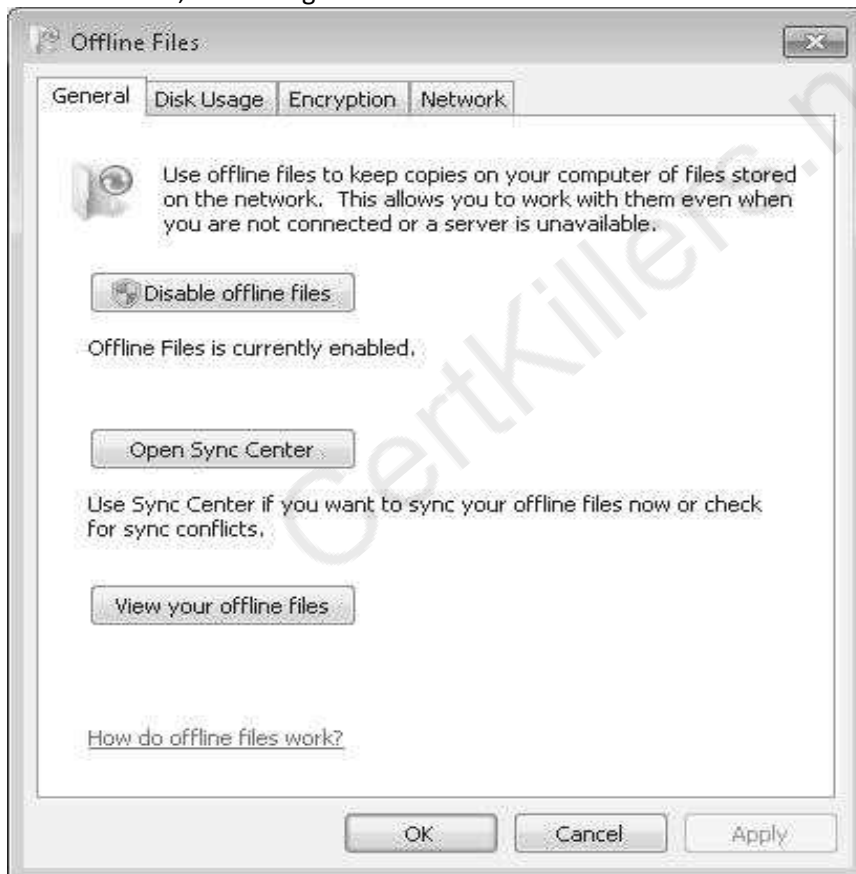 Offline Files
General Disk Usage Encryption Network
Use offline files to keep copies on your computer of files stored
on the network. This allows you to work with them even when
you are not connected or a server is unavailable.
Disable offline files
Offline Files is currently enabled.
Open Sync Center
Use Sync Center if you want to sync your offline files now or check
for sync conflicts.
View your offline files
How do offline files work?
OK Cancel Apply
CertKillers.n